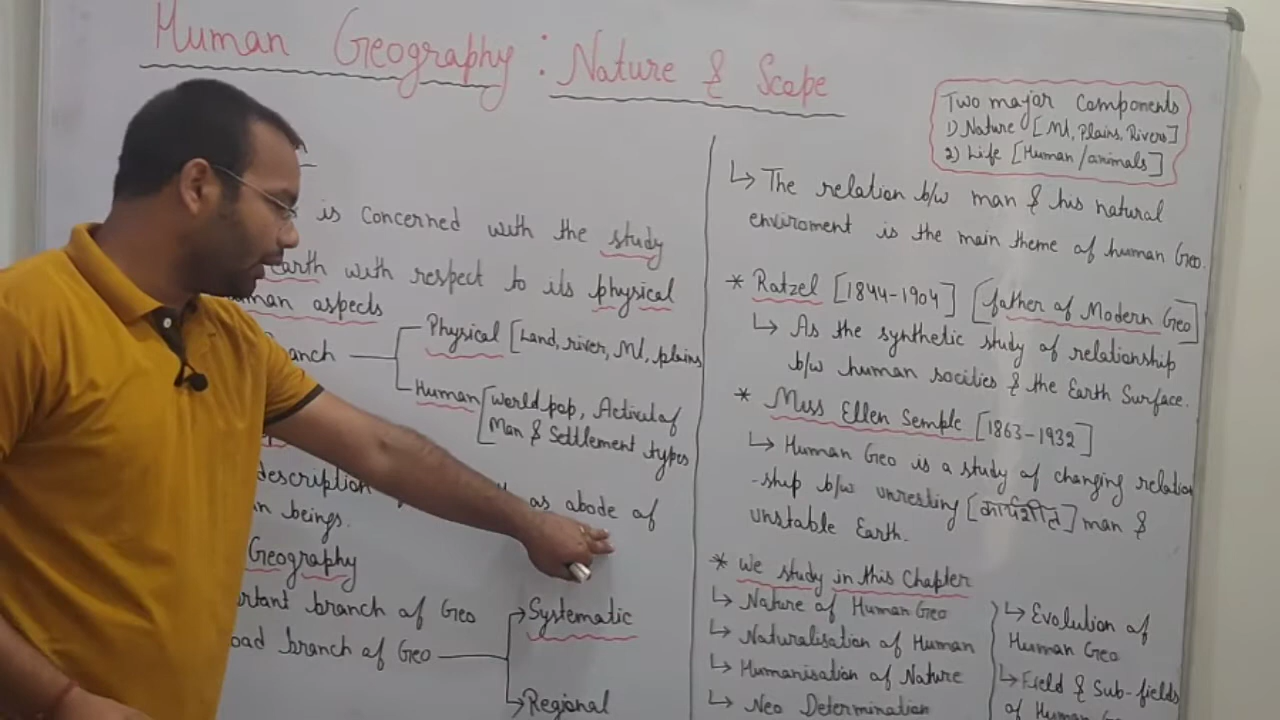 Human Geography : Nature & Scope
is concerned with the study
earth with respect to its physical
aspects
Physical [Land, river, Mt, plains
Human [World pop, of
Man & Settlement types
description as abode of
beings.
Geography
branch of Geo
branch of Geo
Systematic
Regional
Two major Components
1) Nature [Mt, Plains, Rivers]
2) Life [Human/animals]
↳ The relation b/w man & his natural
enviroment is the main theme of human Geo.
* Ratzel [1844-1904] [father of Modern Geo]
↳ As the synthetic study of relationship
b/w human socities & the Earth Surface.
* Miss Ellen Semple [1863-1932]
↳ Human Geo is a study of changing relation
-ship b/w unresting man &
unstable Earth.
* We study in this Chapter
↳ Nature of Human Geo
↳ Naturalisation of Human
↳ Humanisation of Nature
↳ Neo Determination
↳ Evolution of
Human Geo
↳ Field & Sub-fields
of Human